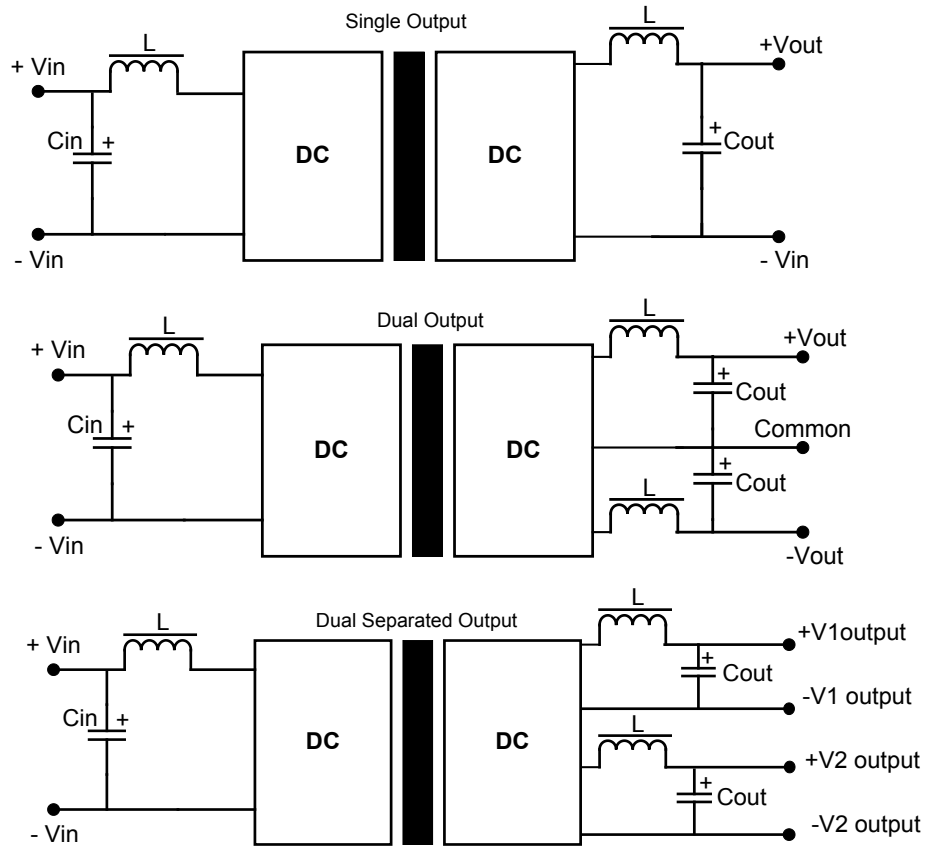 Single Output
L
L
+ Vin
+Vout
Cin
+
+
Cout
DC
DC
- Vin
- Vin
Dual Output
L
L
+ Vin
+Vout
+
Cout
Cin
+
DC
DC
Common
+
Cout
L
- Vin
-Vout
Dual Separated Output
L
L
+ Vin
+V1output
+
Cout
-V1 output
Cin
+
DC
DC
L
+V2 output
+
Cout
- Vin
-V2 output